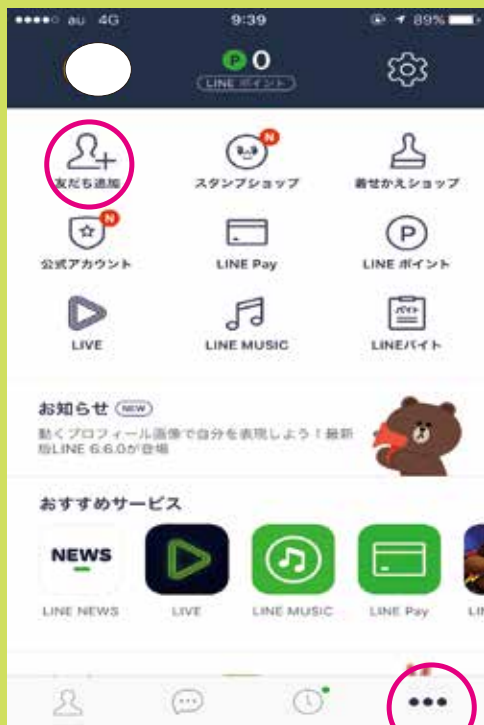 au 4G 9:39 89%
P 0
LINE ポイント
友だち追加 N スタンプショップ 着せかえショップ
N P
公式アカウント LINE Pay LINE ポイント
バイト
LIVE LINE MUSIC LINEバイト
お知らせ NEW
動くプロフィール画像で自分を表現しよう！最新
版LINE 6.6.0が登場
おすすめサービス
NEWS
LINE NEWS LIVE LINE MUSIC LINE Pay